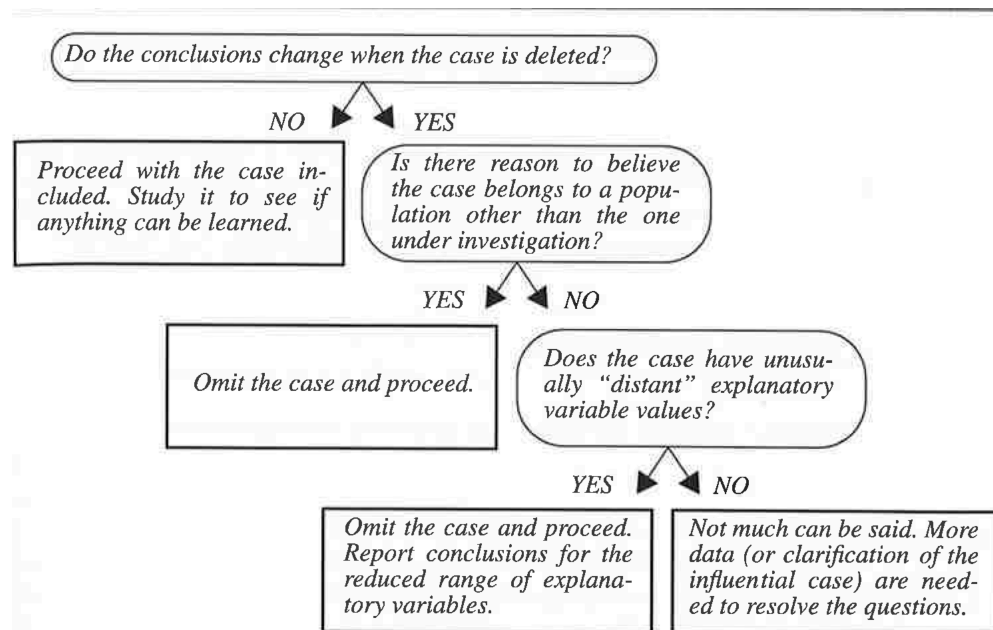 Do the conclusions change when the case is deleted?
NO
YES
Proceed with the case in-
cluded. Study it to see if
anything can be learned.
Is there reason to believe
the case belongs to a popu-
lation other than the one
under investigation?
YES
NO
Omit the case and proceed.
Does the case have unusu-
ally “distant” explanatory
variable values?
YES
NO
Omit the case and proceed.
Report conclusions for the
reduced range of explana-
tory variables.
Not much can be said. More
data (or clarification of the
influential case) are need-
ed to resolve the questions.